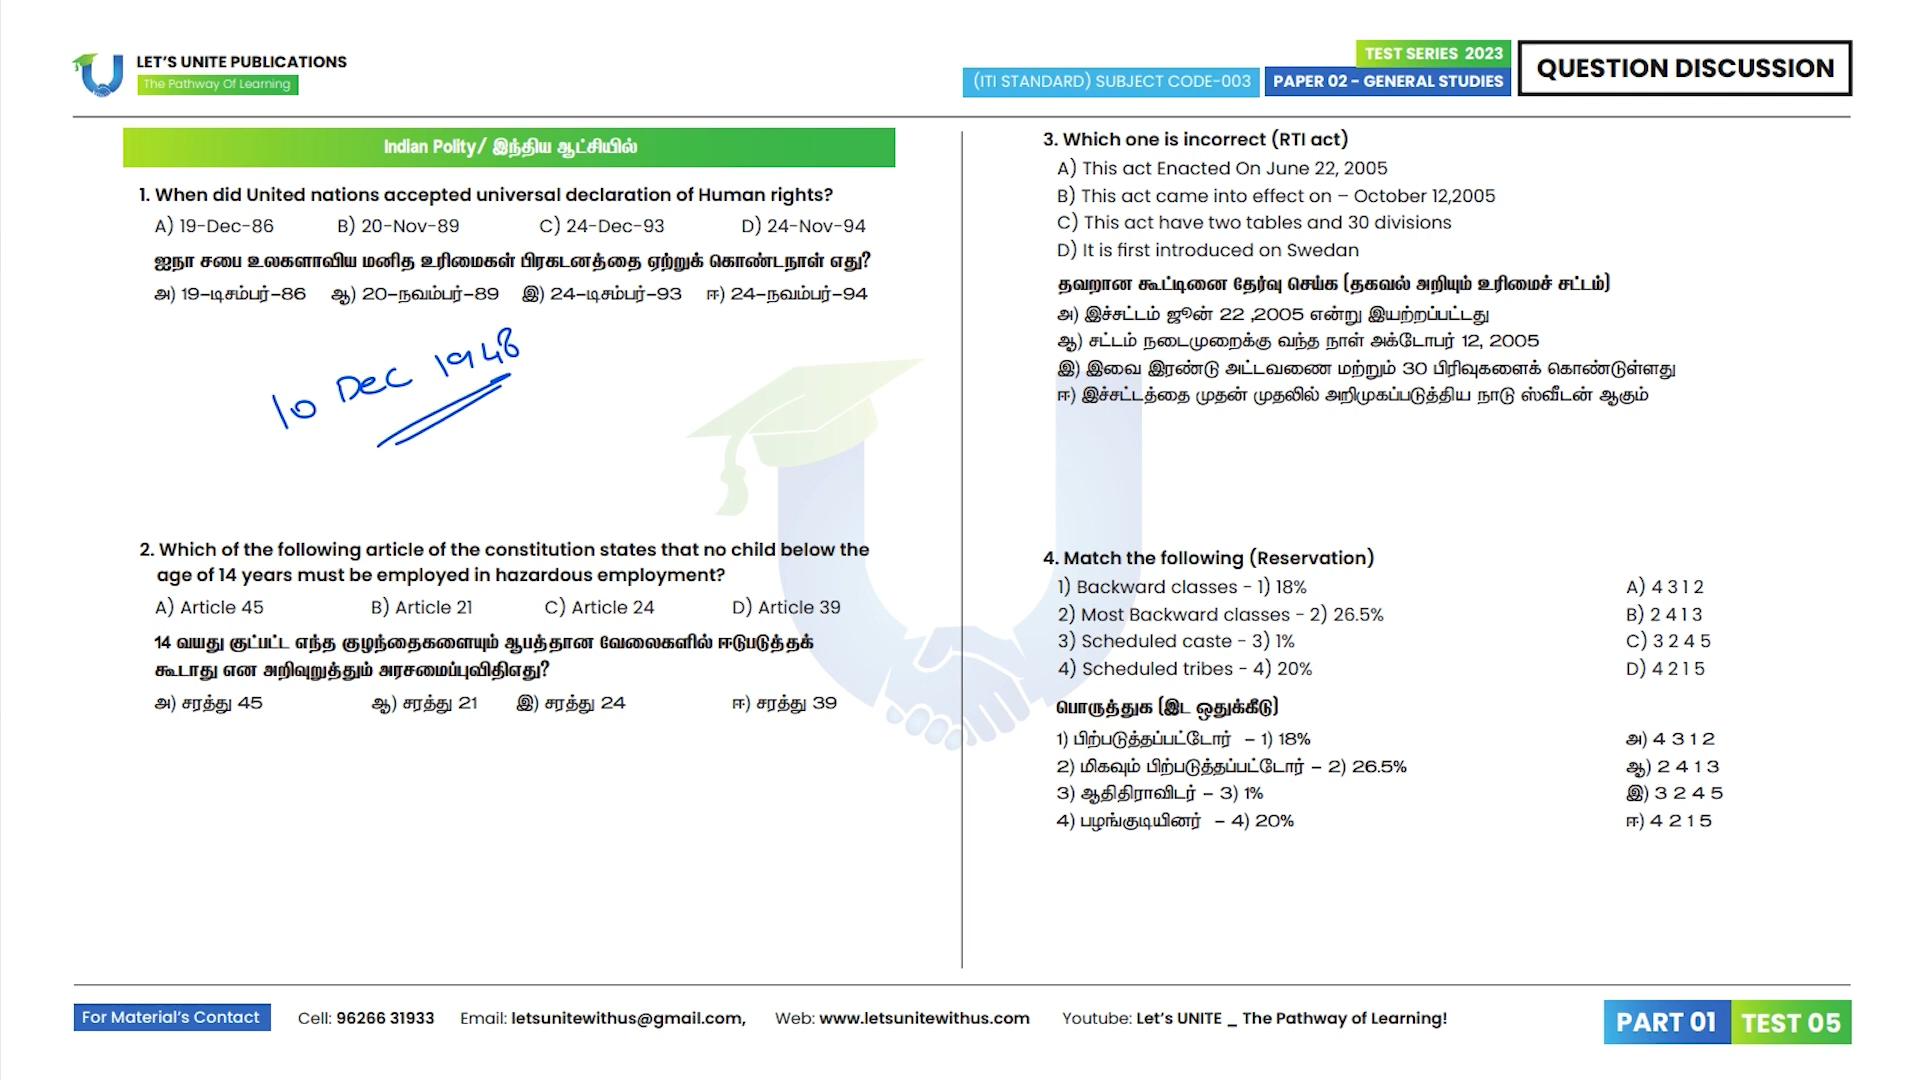 LET'S UNITE PUBLICATIONS
The Pathway Of Learning
TEST SERIES 2023
(ITI STANDARD) SUBJECT CODE-003
PAPER 02 - GENERAL STUDIES
QUESTION DISCUSSION
Indian Polity/ இந்திய ஆட்சியில்
1. When did United nations accepted universal declaration of Human rights?
A) 19-Dec-86 B) 20-Nov-89 C) 24-Dec-93 D) 24-Nov-94
ஐநா சபை உலகளாவிய மனித உரிமைகள் பிரகடனத்தை ஏற்றுக் கொண்டநாள் எது?
அ) 19-டிசம்பர்-86 ஆ) 20-நவம்பர்-89 இ) 24-டிசம்பர்-93 ஈ) 24-நவம்பர்-94
10 Dec 1948
2. Which of the following article of the constitution states that no child below the
age of 14 years must be employed in hazardous employment?
A) Article 45 B) Article 21 C) Article 24 D) Article 39
14 வயது குட்பட்ட எந்த குழந்தைகளையும் ஆபத்தான வேலைகளில் ஈடுபடுத்தக்
கூடாது என அறிவுறுத்தும் அரசமைப்புவிதிஎது?
அ) சரத்து 45 ஆ) சரத்து 21 இ) சரத்து 24 ஈ) சரத்து 39
3. Which one is incorrect (RTI act)
A) This act Enacted On June 22, 2005
B) This act came into effect on – October 12,2005
C) This act have two tables and 30 divisions
D) It is first introduced on Swedan
தவறான கூட்டினை தேர்வு செய்க (தகவல் அறியும் உரிமைச் சட்டம்)
அ) இச்சட்டம் ஜூன் 22 ,2005 என்று இயற்றப்பட்டது
ஆ) சட்டம் நடைமுறைக்கு வந்த நாள் அக்டோபர் 12, 2005
இ) இவை இரண்டு அட்டவணை மற்றும் 30 பிரிவுகளைக் கொண்டுள்ளது
ஈ) இச்சட்டத்தை முதன் முதலில் அறிமுகப்படுத்திய நாடு ஸ்வீடன் ஆகும்
4. Match the following (Reservation)
1) Backward classes - 1) 18% A) 4 3 1 2
2) Most Backward classes - 2) 26.5% B) 2 4 1 3
3) Scheduled caste - 3) 1% C) 3 2 4 5
4) Scheduled tribes - 4) 20% D) 4 2 1 5
பொருத்துக (இட ஒதுக்கீடு)
1) பிற்படுத்தப்பட்டோர் - 1) 18% அ) 4 3 1 2
2) மிகவும் பிற்படுத்தப்பட்டோர் - 2) 26.5% ஆ) 2 4 1 3
3) ஆதிதிராவிடர் - 3) 1% இ) 3 2 4 5
4) பழங்குடியினர் - 4) 20% ஈ) 4 2 1 5
For Material's Contact Cell: 96266 31933 Email: letsunitewithus@gmail.com, Web: www.letsunitewithus.com Youtube: Let's UNITE _ The Pathway of Learning!
PART 01 TEST 05